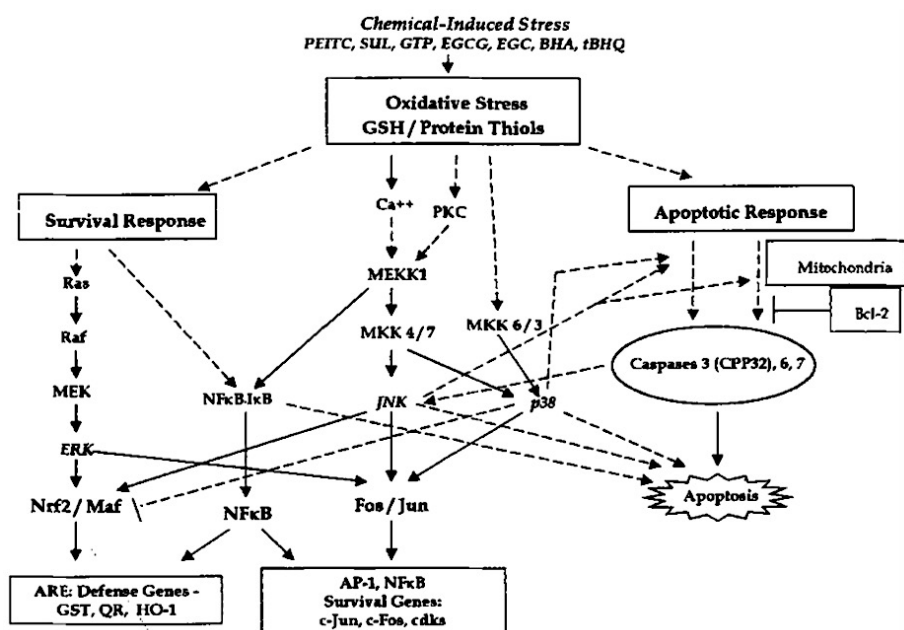 Chemical-Induced Stress
PEITC, SUL, GTP, EGCG, EGC, BHA, tBHQ
Oxidative Stress
GSH / Protein Thiols
Survival Response
Ca++
PKC
Apoptotic Response
Mitochondria
Bcl-2
Ras
MEKK1
Raf
MKK 4/7
MKK 6/3
Caspases 3 (CPP32), 6, 7
MEK
NFκB.IκB
JNK
p38
ERK
Nrf2 / Maf
NFκB
Fos / Jun
Apoptosis
ARE: Defense Genes -
GST, QR, HO-1
AP-1, NFκB
Survival Genes:
c-Jun, c-Fos, cdks